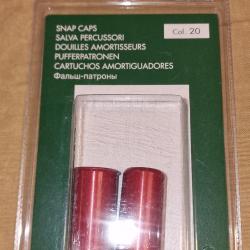 SNAP CAPS
SALVA PERCUSSORI
DOUILLES AMORTISSEURS
PUFFERPATRONEN
CARTUCHOS AMORTIGUADORES
Фальш-патроны
Cal. 20